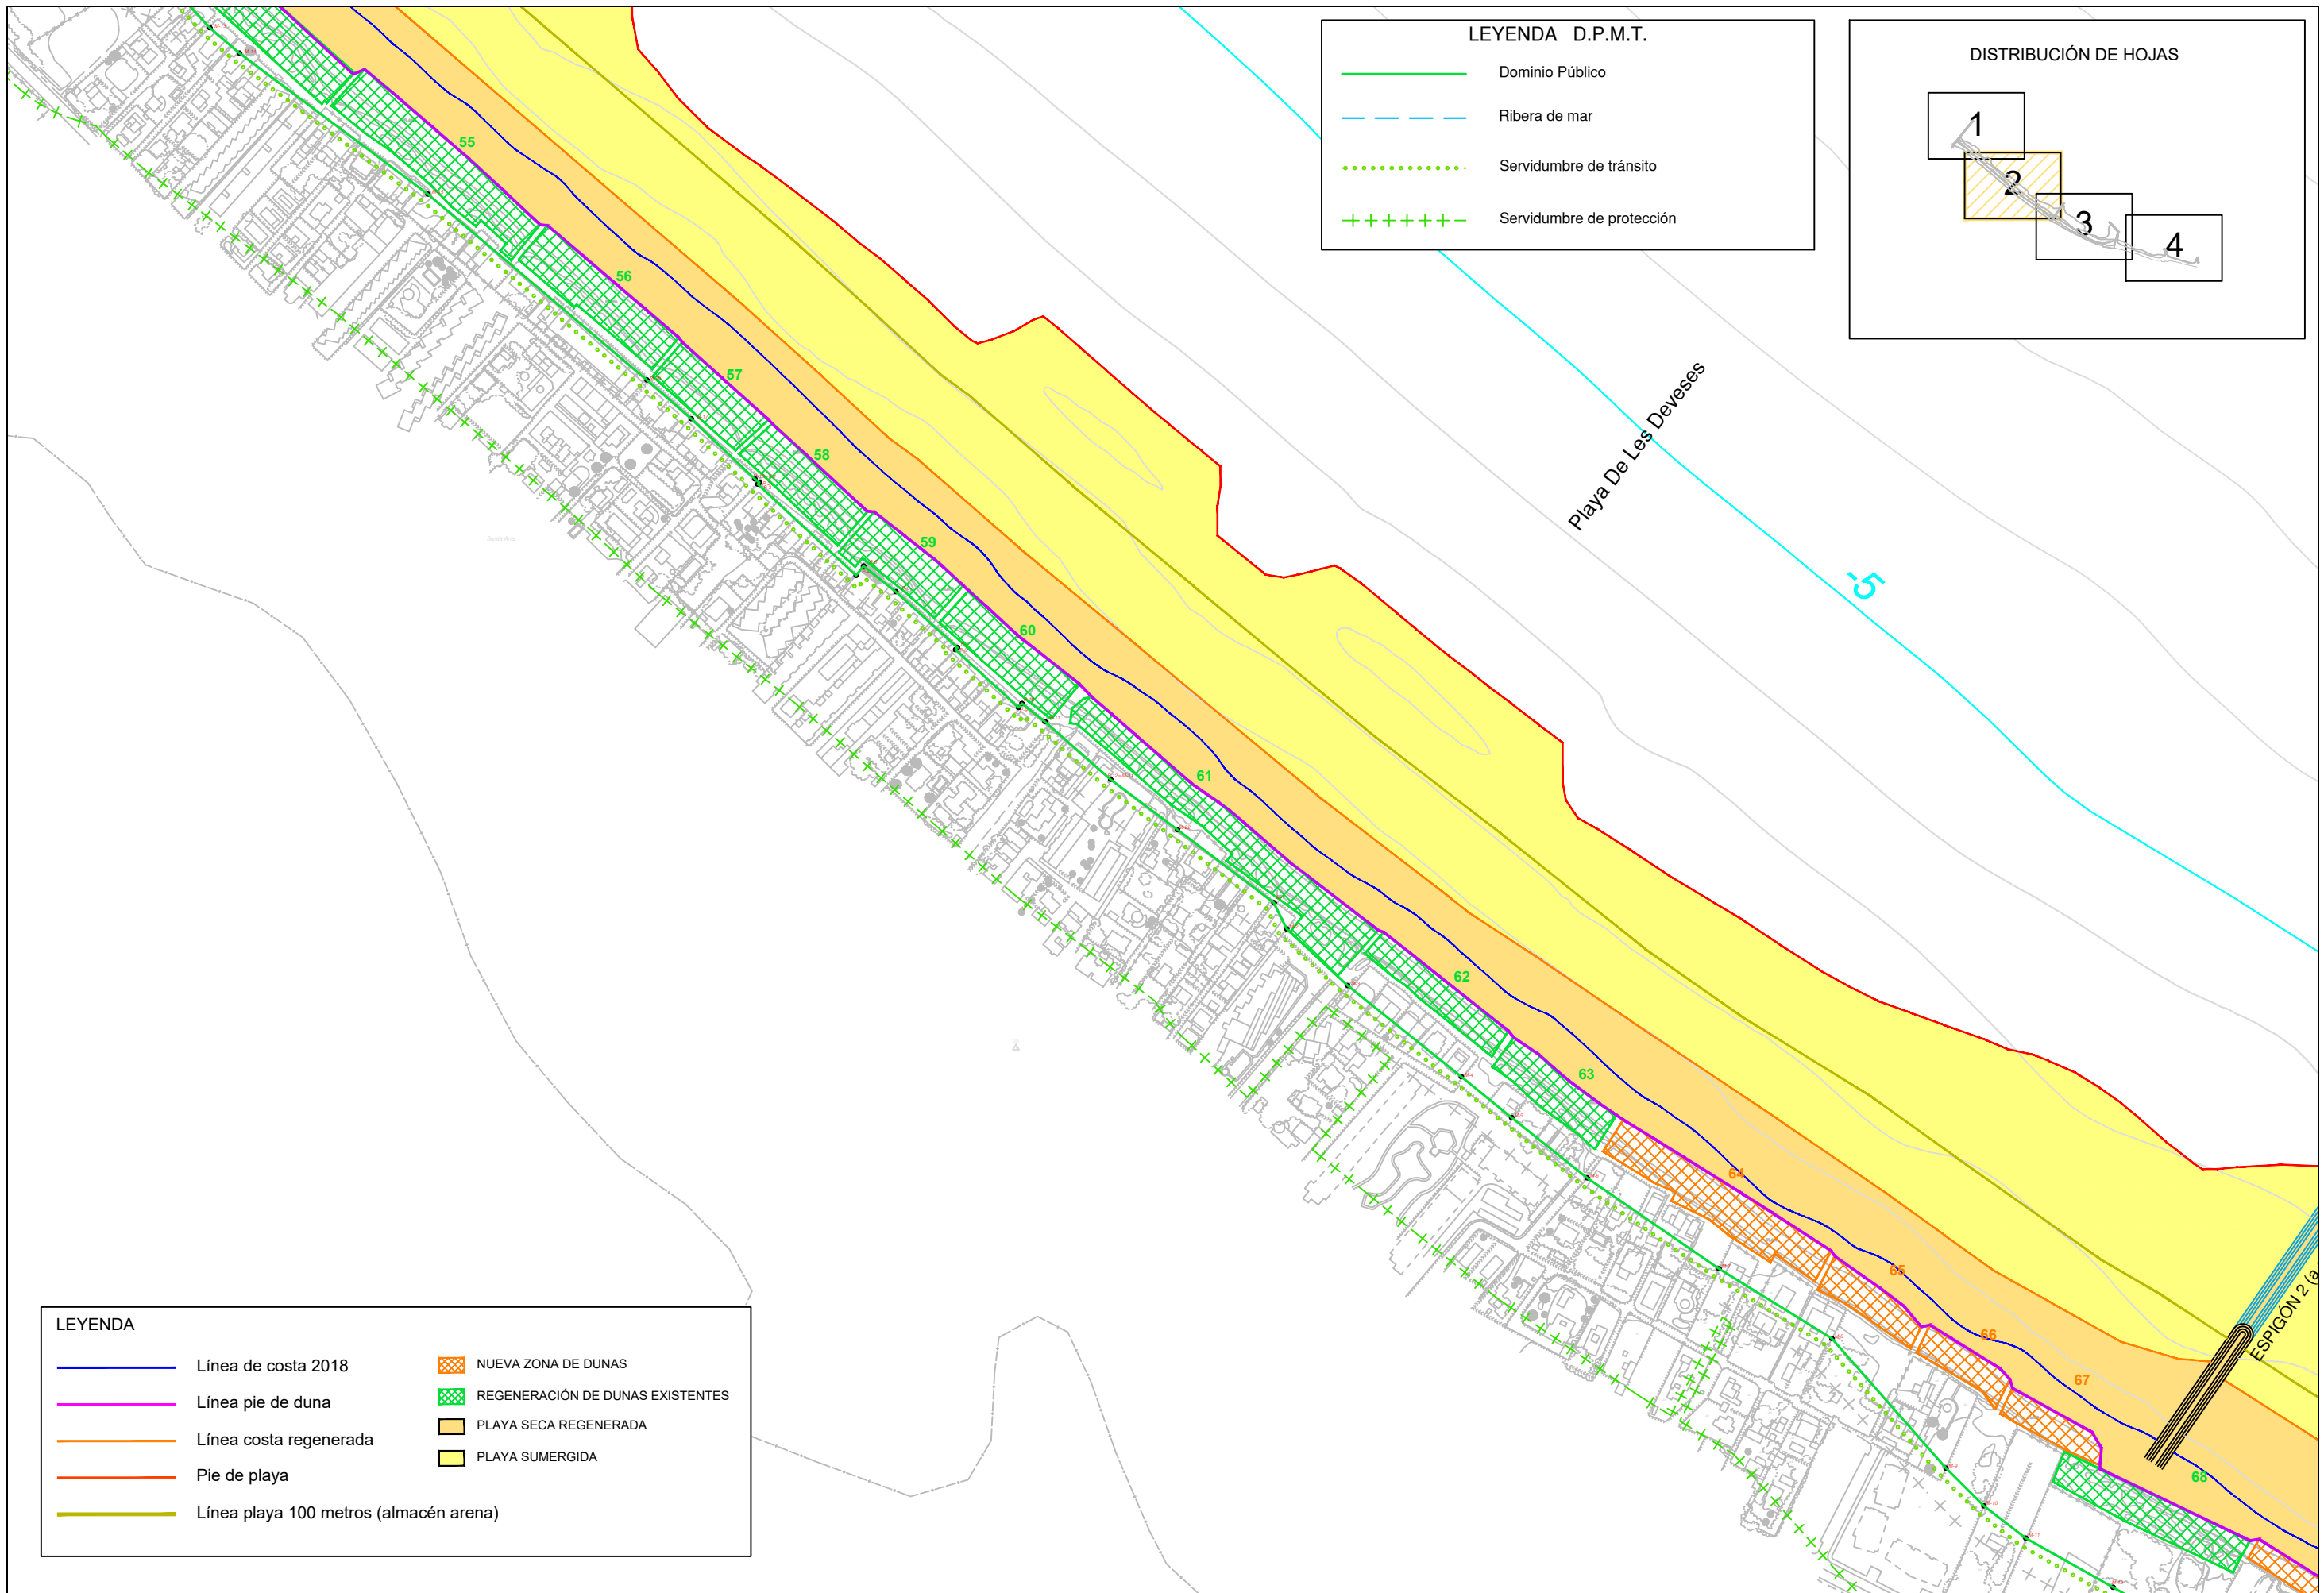 LEYENDA D.P.M.T.
Dominio Público
Ribera de mar
Servidumbre de tránsito
Servidumbre de protección
DISTRIBUCIÓN DE HOJAS
1
2
3
4
55
56
57
58
59
60
61
62
63
64
65
66
67
68
Playa De Les Deveses
-5
Santa Ana
ESPIGÓN 2 (a
LEYENDA
Línea de costa 2018
Línea pie de duna
Línea costa regenerada
Pie de playa
Línea playa 100 metros (almacén arena)
NUEVA ZONA DE DUNAS
REGENERACIÓN DE DUNAS EXISTENTES
PLAYA SECA REGENERADA
PLAYA SUMERGIDA